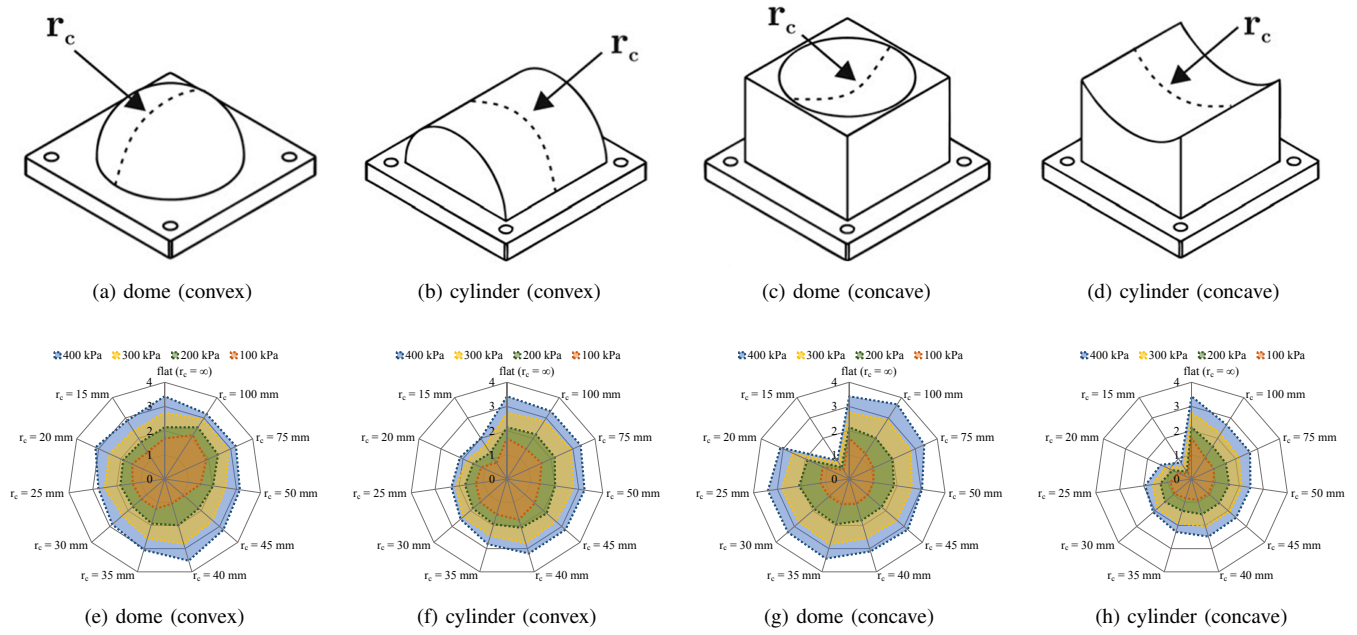 r_c
r_c
r_c
r_c
(a) dome (convex)
(b) cylinder (convex)
(c) dome (concave)
(d) cylinder (concave)
400 kPa 300 kPa 200 kPa 100 kPa
flat (r_c = ∞)
4
3
2
1
0
r_c = 100 mm
r_c = 75 mm
r_c = 50 mm
r_c = 45 mm
r_c = 40 mm
r_c = 35 mm
r_c = 30 mm
r_c = 25 mm
r_c = 20 mm
r_c = 15 mm
(e) dome (convex)
400 kPa 300 kPa 200 kPa 100 kPa
flat (r_c = ∞)
4
3
2
1
0
r_c = 100 mm
r_c = 75 mm
r_c = 50 mm
r_c = 45 mm
r_c = 40 mm
r_c = 35 mm
r_c = 30 mm
r_c = 25 mm
r_c = 20 mm
r_c = 15 mm
(f) cylinder (convex)
400 kPa 300 kPa 200 kPa 100 kPa
flat (r_c = ∞)
4
3
2
1
0
r_c = 100 mm
r_c = 75 mm
r_c = 50 mm
r_c = 45 mm
r_c = 40 mm
r_c = 35 mm
r_c = 30 mm
r_c = 25 mm
r_c = 20 mm
r_c = 15 mm
(g) dome (concave)
400 kPa 300 kPa 200 kPa 100 kPa
flat (r_c = ∞)
4
3
2
1
0
r_c = 100 mm
r_c = 75 mm
r_c = 50 mm
r_c = 45 mm
r_c = 40 mm
r_c = 35 mm
r_c = 30 mm
r_c = 25 mm
r_c = 20 mm
r_c = 15 mm
(h) cylinder (concave)